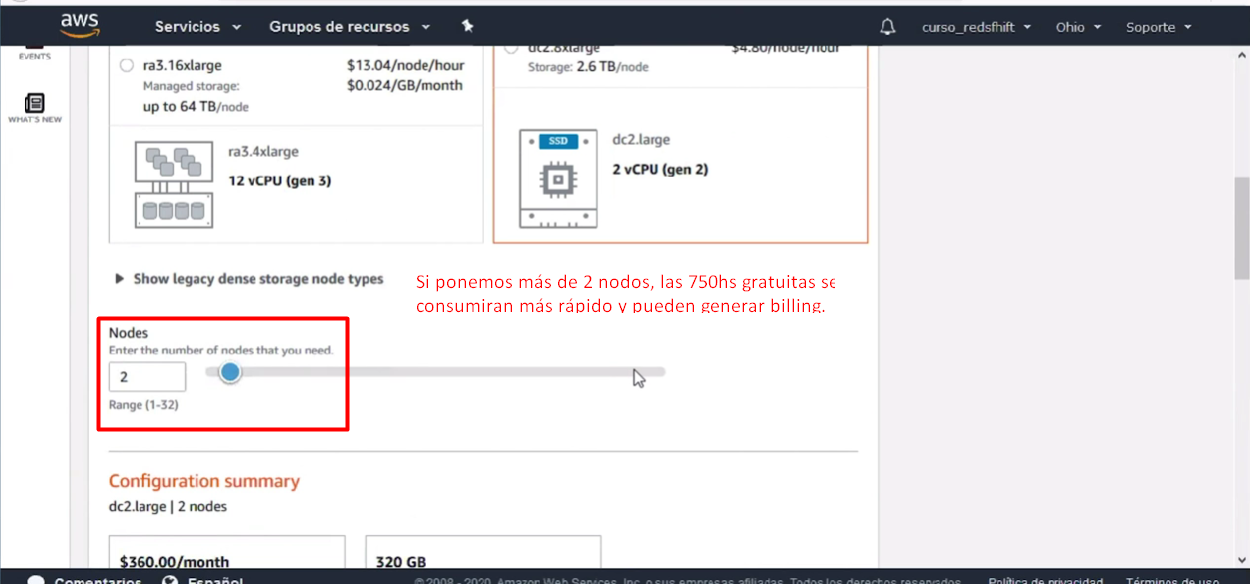 aws Servicios Grupos de recursos curso_redsfhift Ohio Soporte
EVENTS
WHAT'S NEW
ra3.16xlarge $13.04/node/hour
Managed storage: $0.024/GB/month
up to 64 TB/node
dc2.8xlarge $4.80/node/hour
Storage: 2.6 TB/node
ra3.4xlarge
12 vCPU (gen 3)
SSD
dc2.large
2 vCPU (gen 2)
Show legacy dense storage node types
Si ponemos más de 2 nodos, las 750hs gratuitas se
consumiran más rápido y pueden generar billing.
Nodes
Enter the number of nodes that you need.
2
Range (1-32)
Configuration summary
dc2.large | 2 nodes
$360.00/month
320 GB
Comentarios Español © 2008 - 2020, Amazon Web Services, Inc. o sus empresas afiliadas. Todos los derechos reservados. Política de privacidad Términos de uso